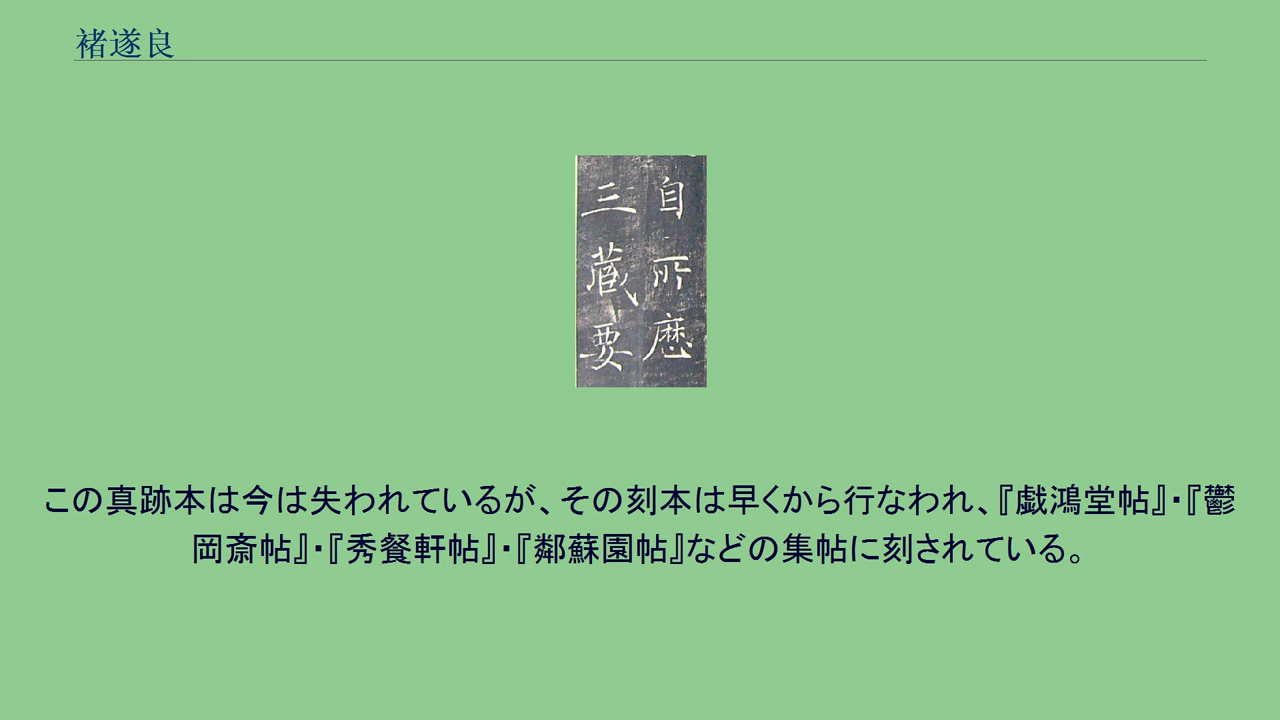 褚遂良
自所歴
三蔵要
この真跡本は今は失われているが、その刻本は早くから行なわれ、『戯鴻堂帖』・『鬱
岡斎帖』・『秀餐軒帖』・『鄰蘇園帖』などの集帖に刻されている。